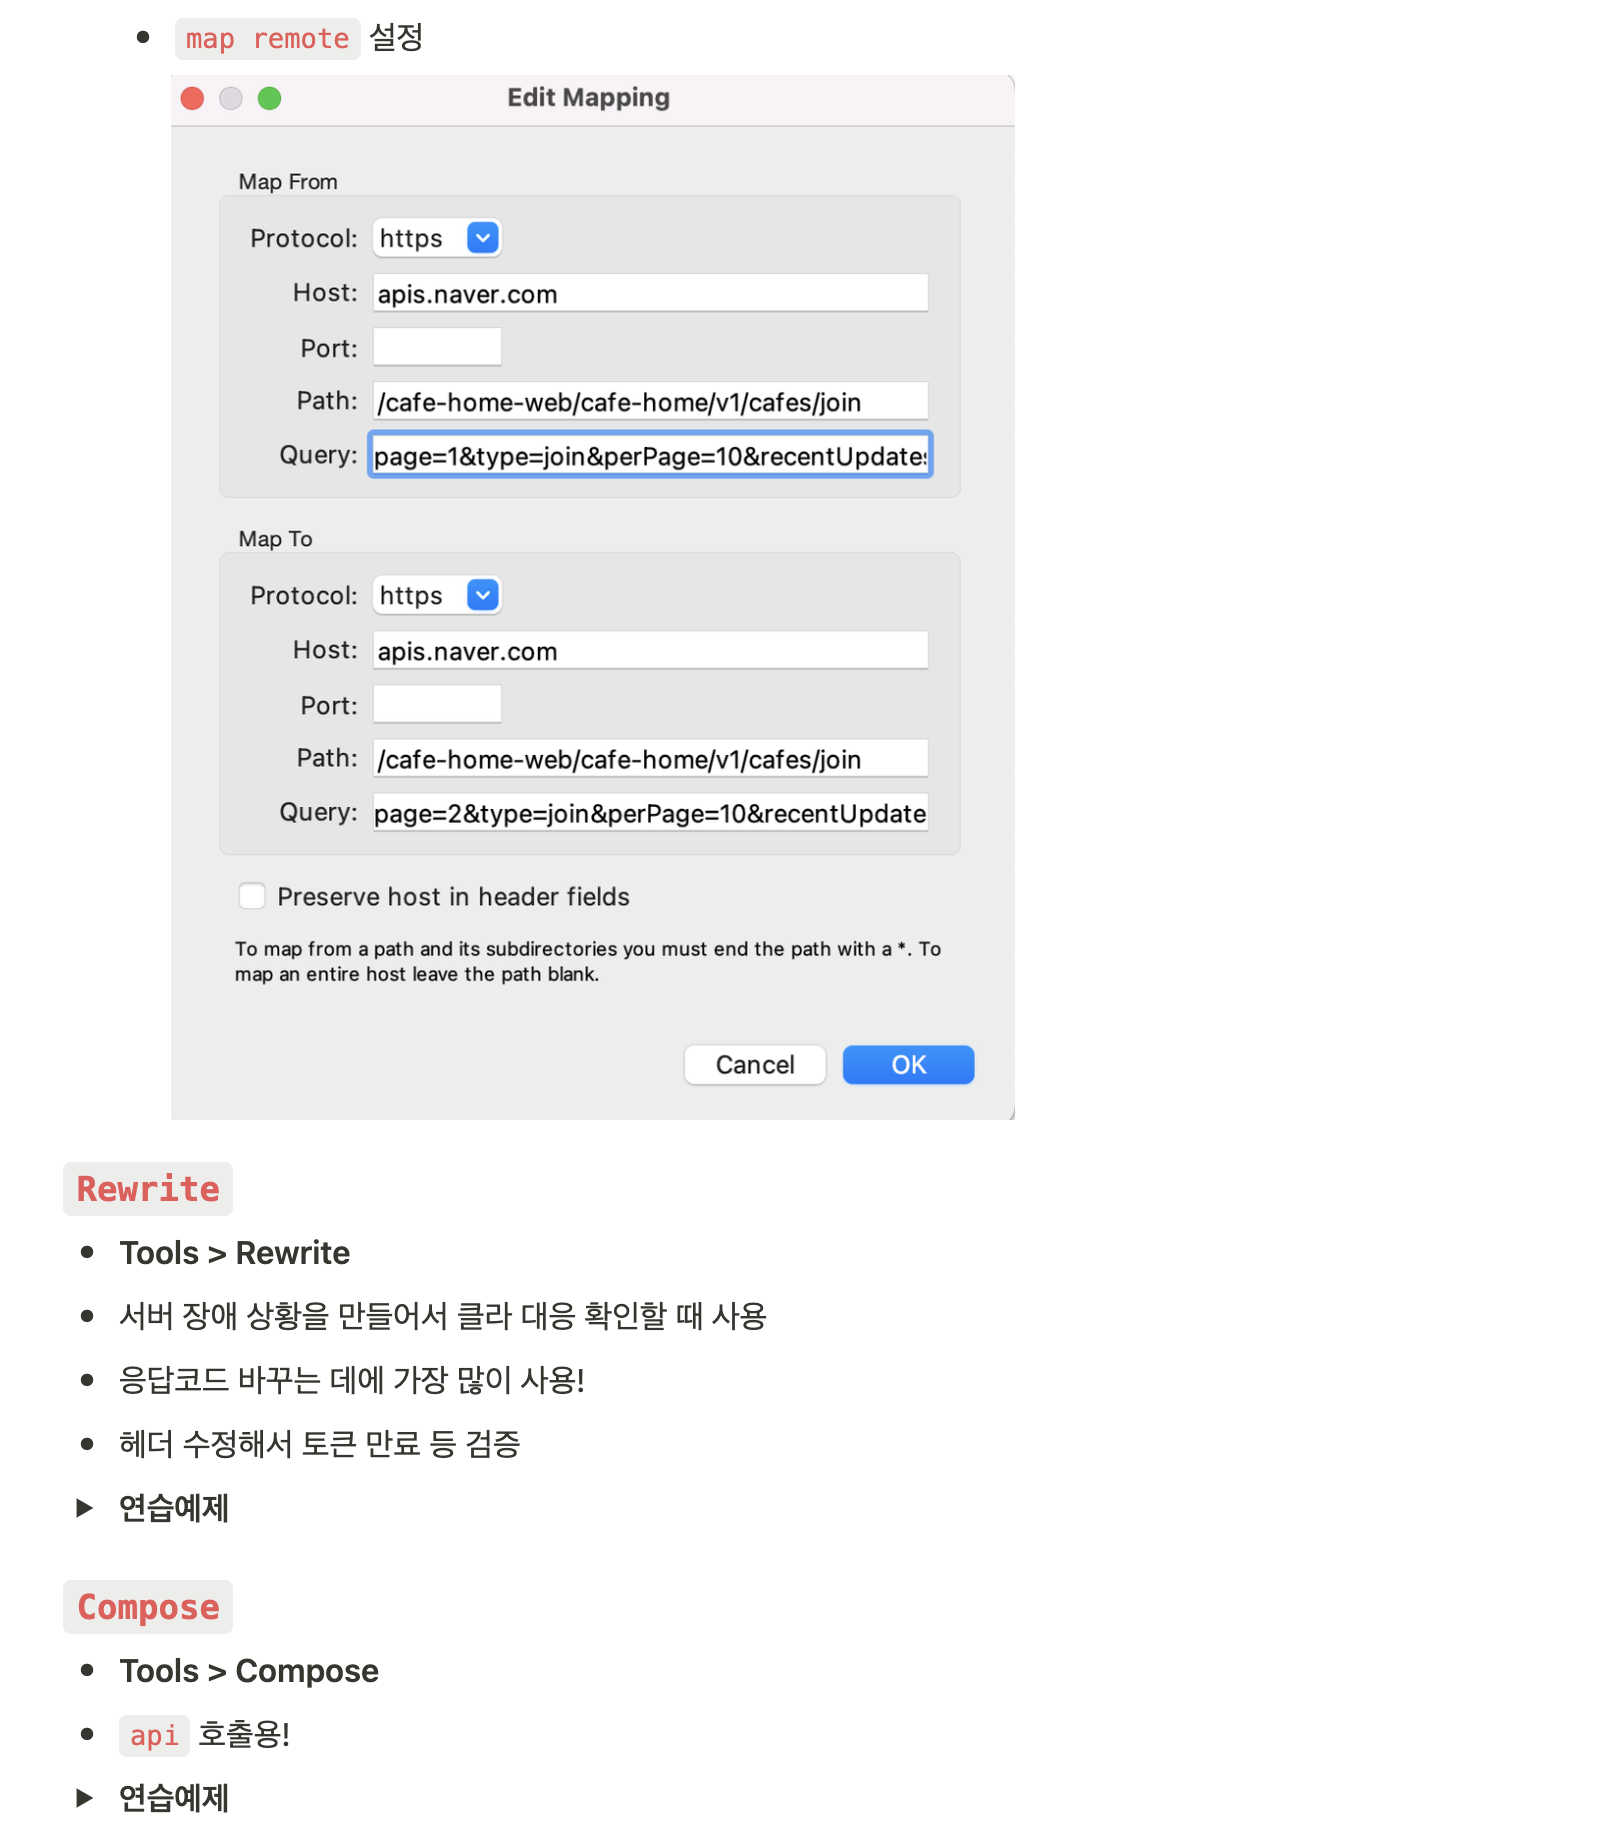 map remote 설정
Edit Mapping
Map From
Protocol: https
Host: apis.naver.com
Port:
Path: /cafe-home-web/cafe-home/v1/cafes/join
Query: page=1&type=join&perPage=10&recentUpdates
Map To
Protocol: https
Host: apis.naver.com
Port:
Path: /cafe-home-web/cafe-home/v1/cafes/join
Query: page=2&type=join&perPage=10&recentUpdate
Preserve host in header fields
To map from a path and its subdirectories you must end the path with a *. To
map an entire host leave the path blank.
Cancel OK
Rewrite
Tools > Rewrite
서버 장애 상황을 만들어서 클라 대응 확인할 때 사용
응답코드 바꾸는 데에 가장 많이 사용!
헤더 수정해서 토큰 만료 등 검증
연습예제
Compose
Tools > Compose
api 호출용!
연습예제